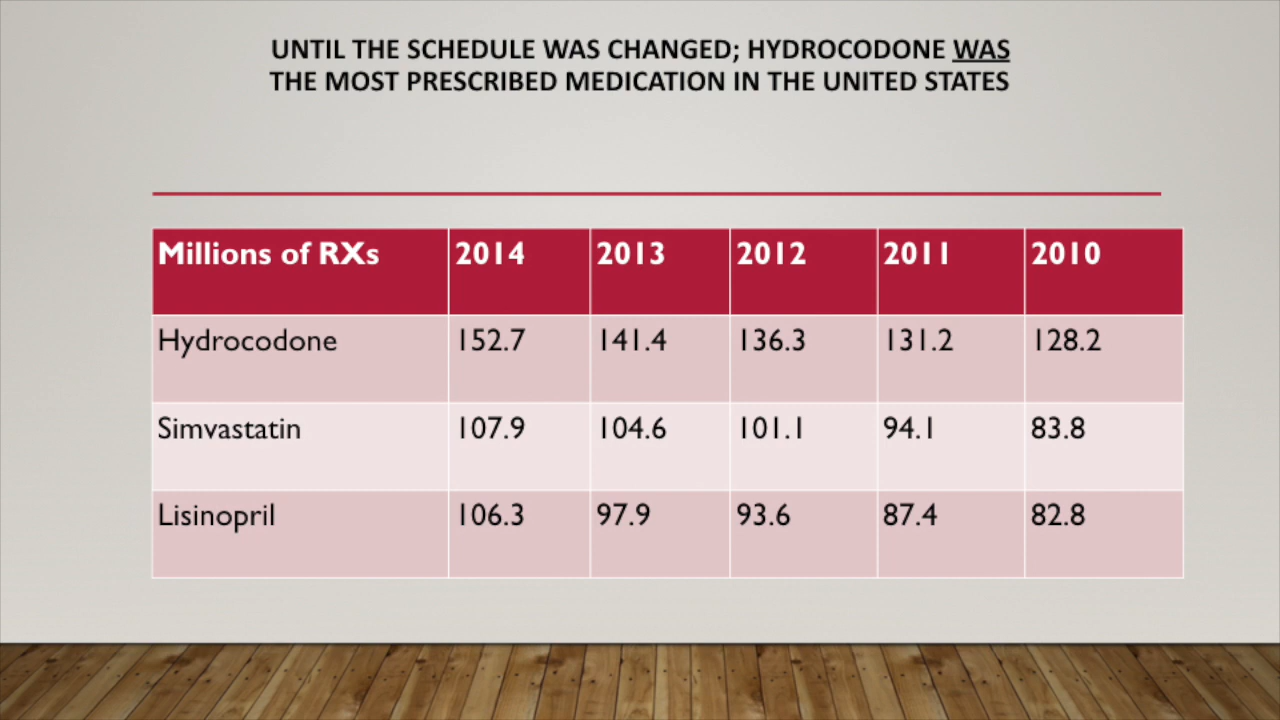 UNTIL THE SCHEDULE WAS CHANGED; HYDROCODONE WAS
THE MOST PRESCRIBED MEDICATION IN THE UNITED STATES
Millions of RXs 2014 2013 2012 2011 2010
Hydrocodone 152.7 141.4 136.3 131.2 128.2
Simvastatin 107.9 104.6 101.1 94.1 83.8
Lisinopril 106.3 97.9 93.6 87.4 82.8